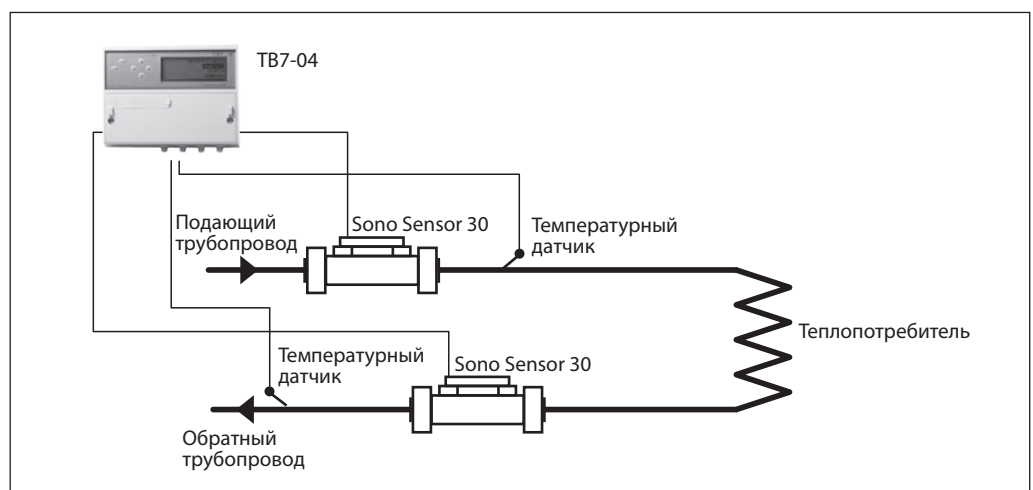 ТВ7-04
Подающий
трубопровод
Sono Sensor 30
Температурный
датчик
Теплопотребитель
Температурный
датчик
Sono Sensor 30
Обратный
трубопровод